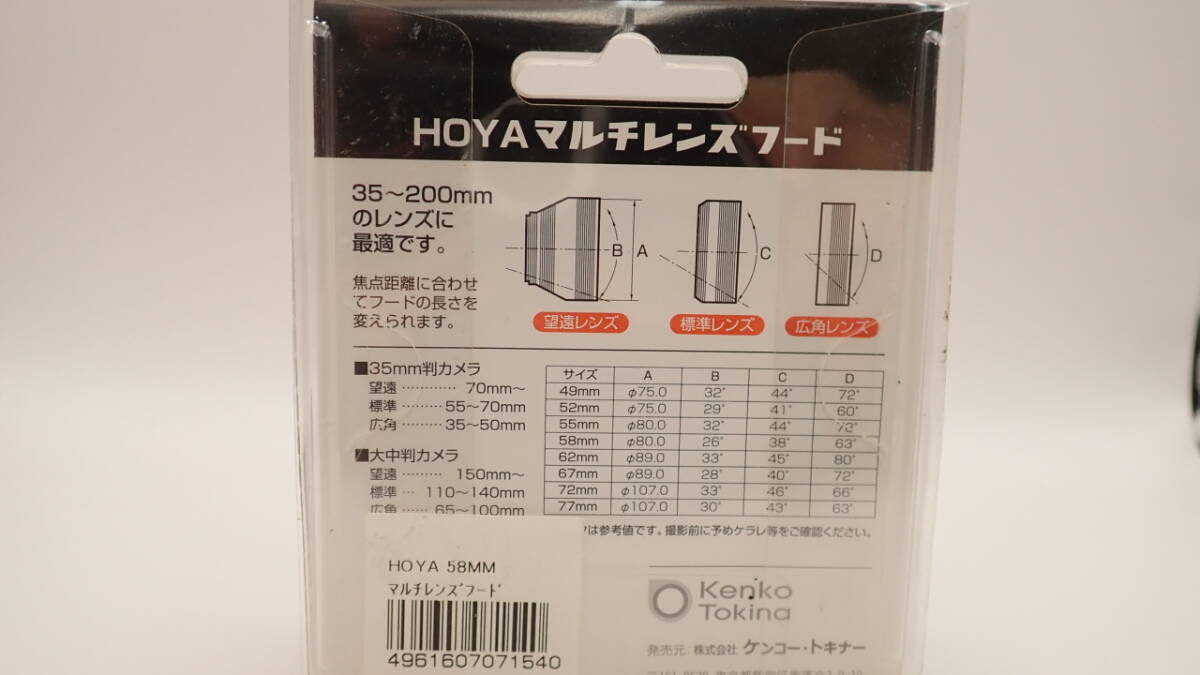 HOYAマルチレンズフード
35～200mm
のレンズに
最適です。
焦点距離に合わせ
てフードの長さを
変えられます。
B A
C
D
望遠レンズ
標準レンズ
広角レンズ
■35mm判カメラ
望遠………… 70mm～
標準………55～70mm
広角………35～50mm
■大中判カメラ
望遠……… 150mm～
標準… 110～140mm
広角…… 65～100mm
サイズ A B C D
49mm φ75.0 32° 44° 72°
52mm φ75.0 29° 41° 60°
55mm φ80.0 32° 44° 73°
58mm φ80.0 26° 38° 63°
62mm φ89.0 33° 45° 80°
67mm φ89.0 28° 40° 72°
72mm φ107.0 33° 46° 66°
77mm φ107.0 30° 43° 63°
は参考値です。撮影前に予めケラレ等をご確認ください。
HOYA 58MM
マルチレンズフード
4961607071540
Kenko
Tokina
発売元：株式会社 ケンコー・トキナー